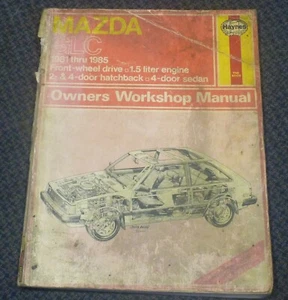 MAZDA
GLC
1981 thru 1985
Front-wheel drive □ 1.5 liter engine
2 & 4-door hatchback □ 4-door sedan
Haynes
Owners Workshop Manual